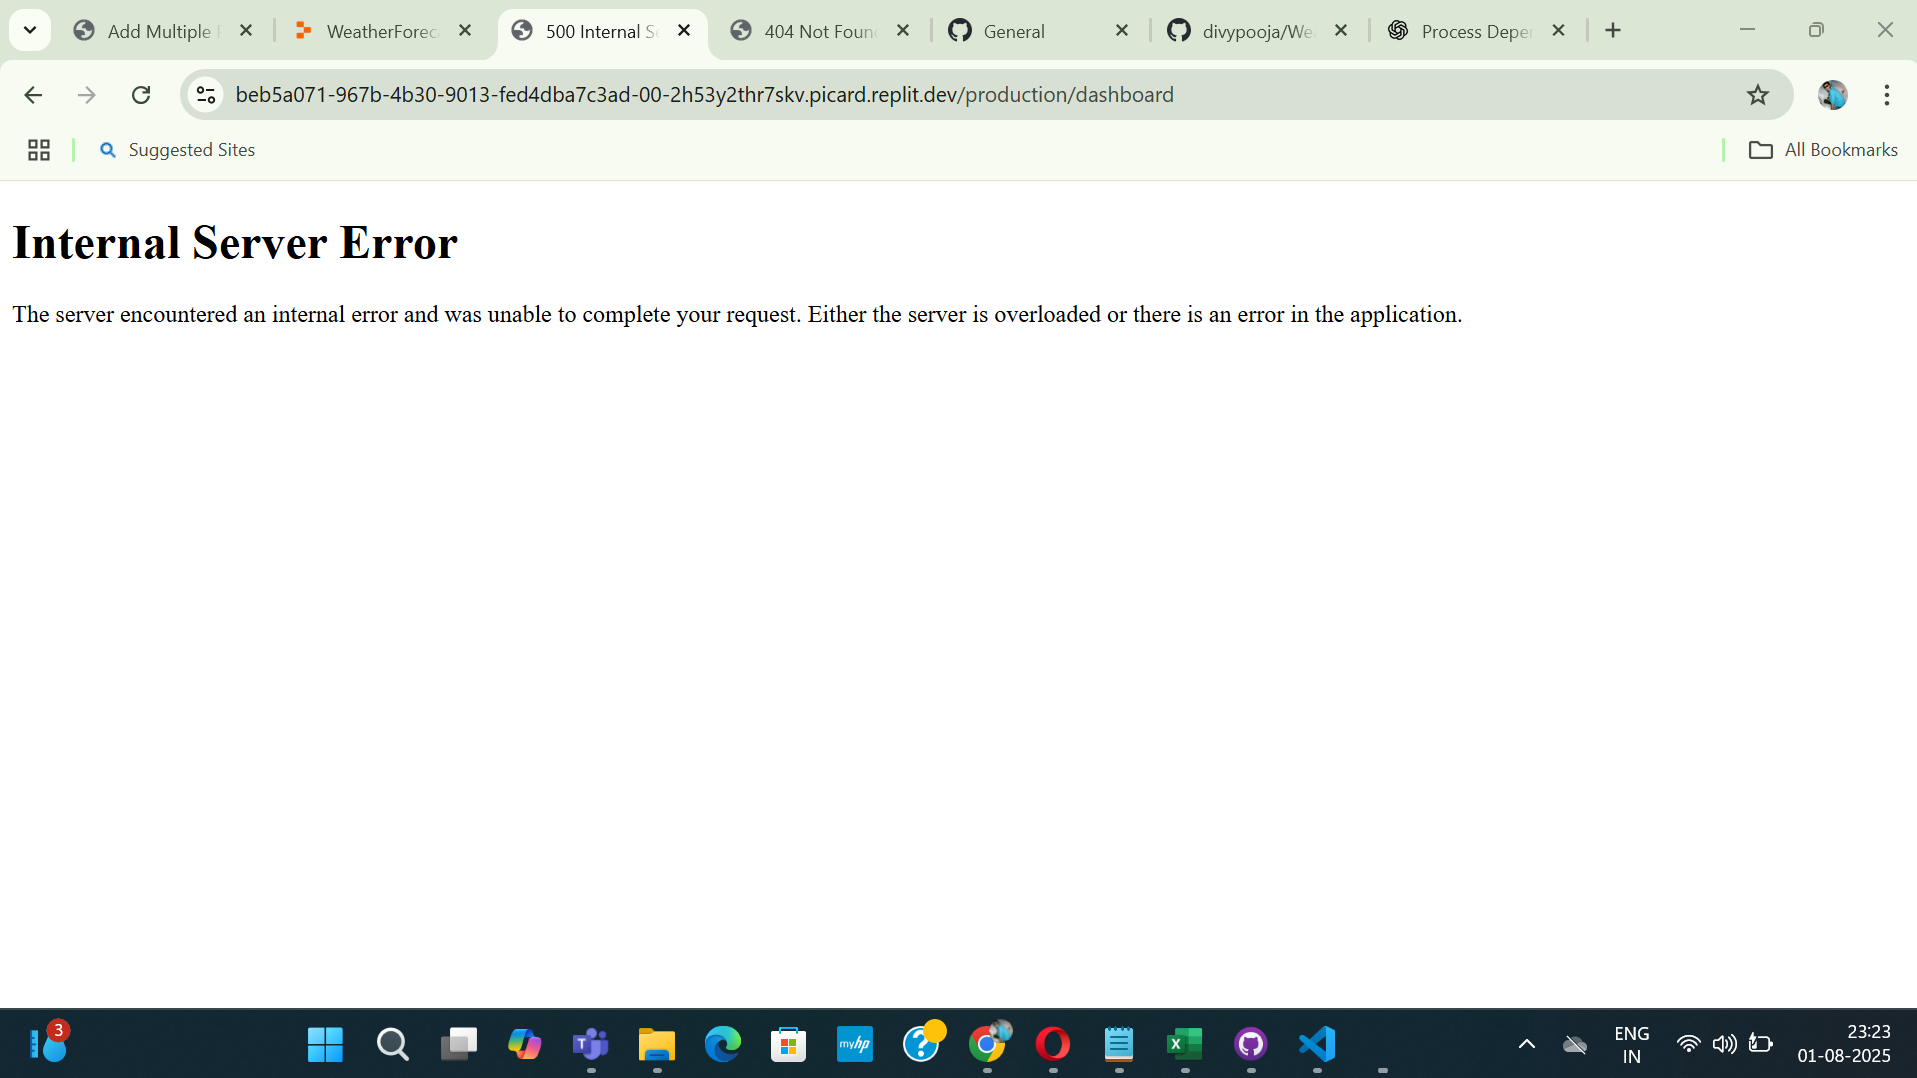 Add Multiple
WeatherForec
500 Internal Se
404 Not Foun
General
divypooja/We
Process Deper
beb5a071-967b-4b30-9013-fed4dba7c3ad-00-2h53y2thr7skv.picard.replit.dev/production/dashboard
Suggested Sites
All Bookmarks
Internal Server Error
The server encountered an internal error and was unable to complete your request. Either the server is overloaded or there is an error in the application.
3
myhp
ENG
IN
23:23
01-08-2025